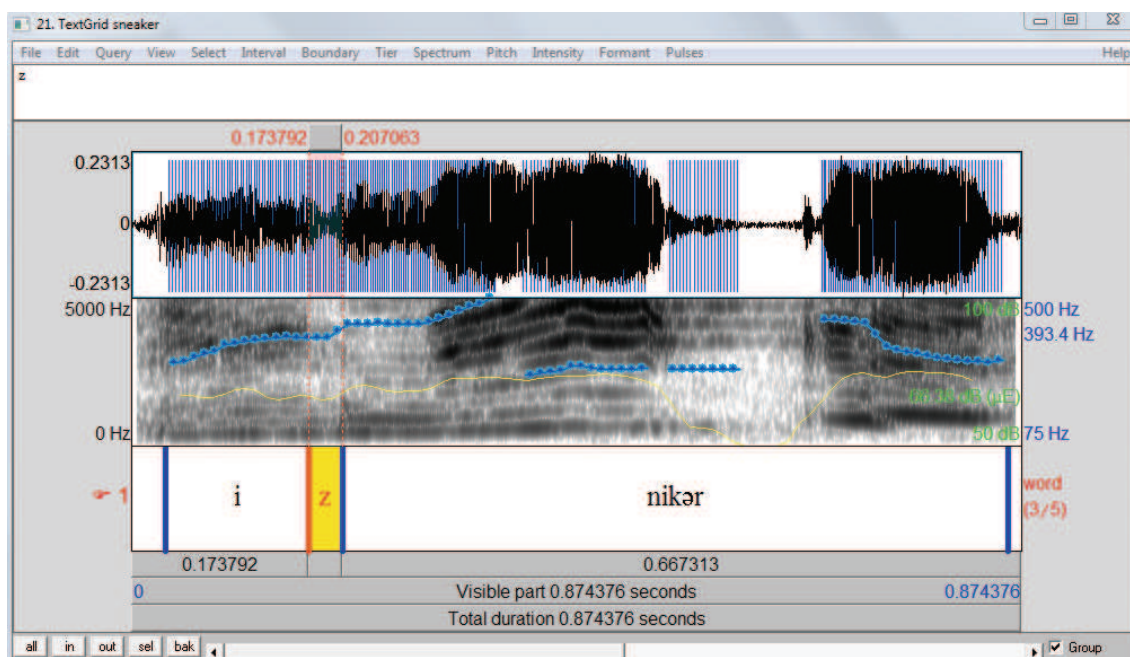 21. TextGrid sneaker
File Edit Query View Select Interval Boundary Tier Spectrum Pitch Intensity Formant Pulses Help
z
0.173792 0.207063
0.2313
0
-0.2313
5000 Hz 100 dB 500 Hz
393.4 Hz
(µE)
0 Hz 50 dB 75 Hz
1 i z nikər word
(3/5)
0.173792 0.667313
0 Visible part 0.874376 seconds 0.874376
Total duration 0.874376 seconds
all in out sel bak Group